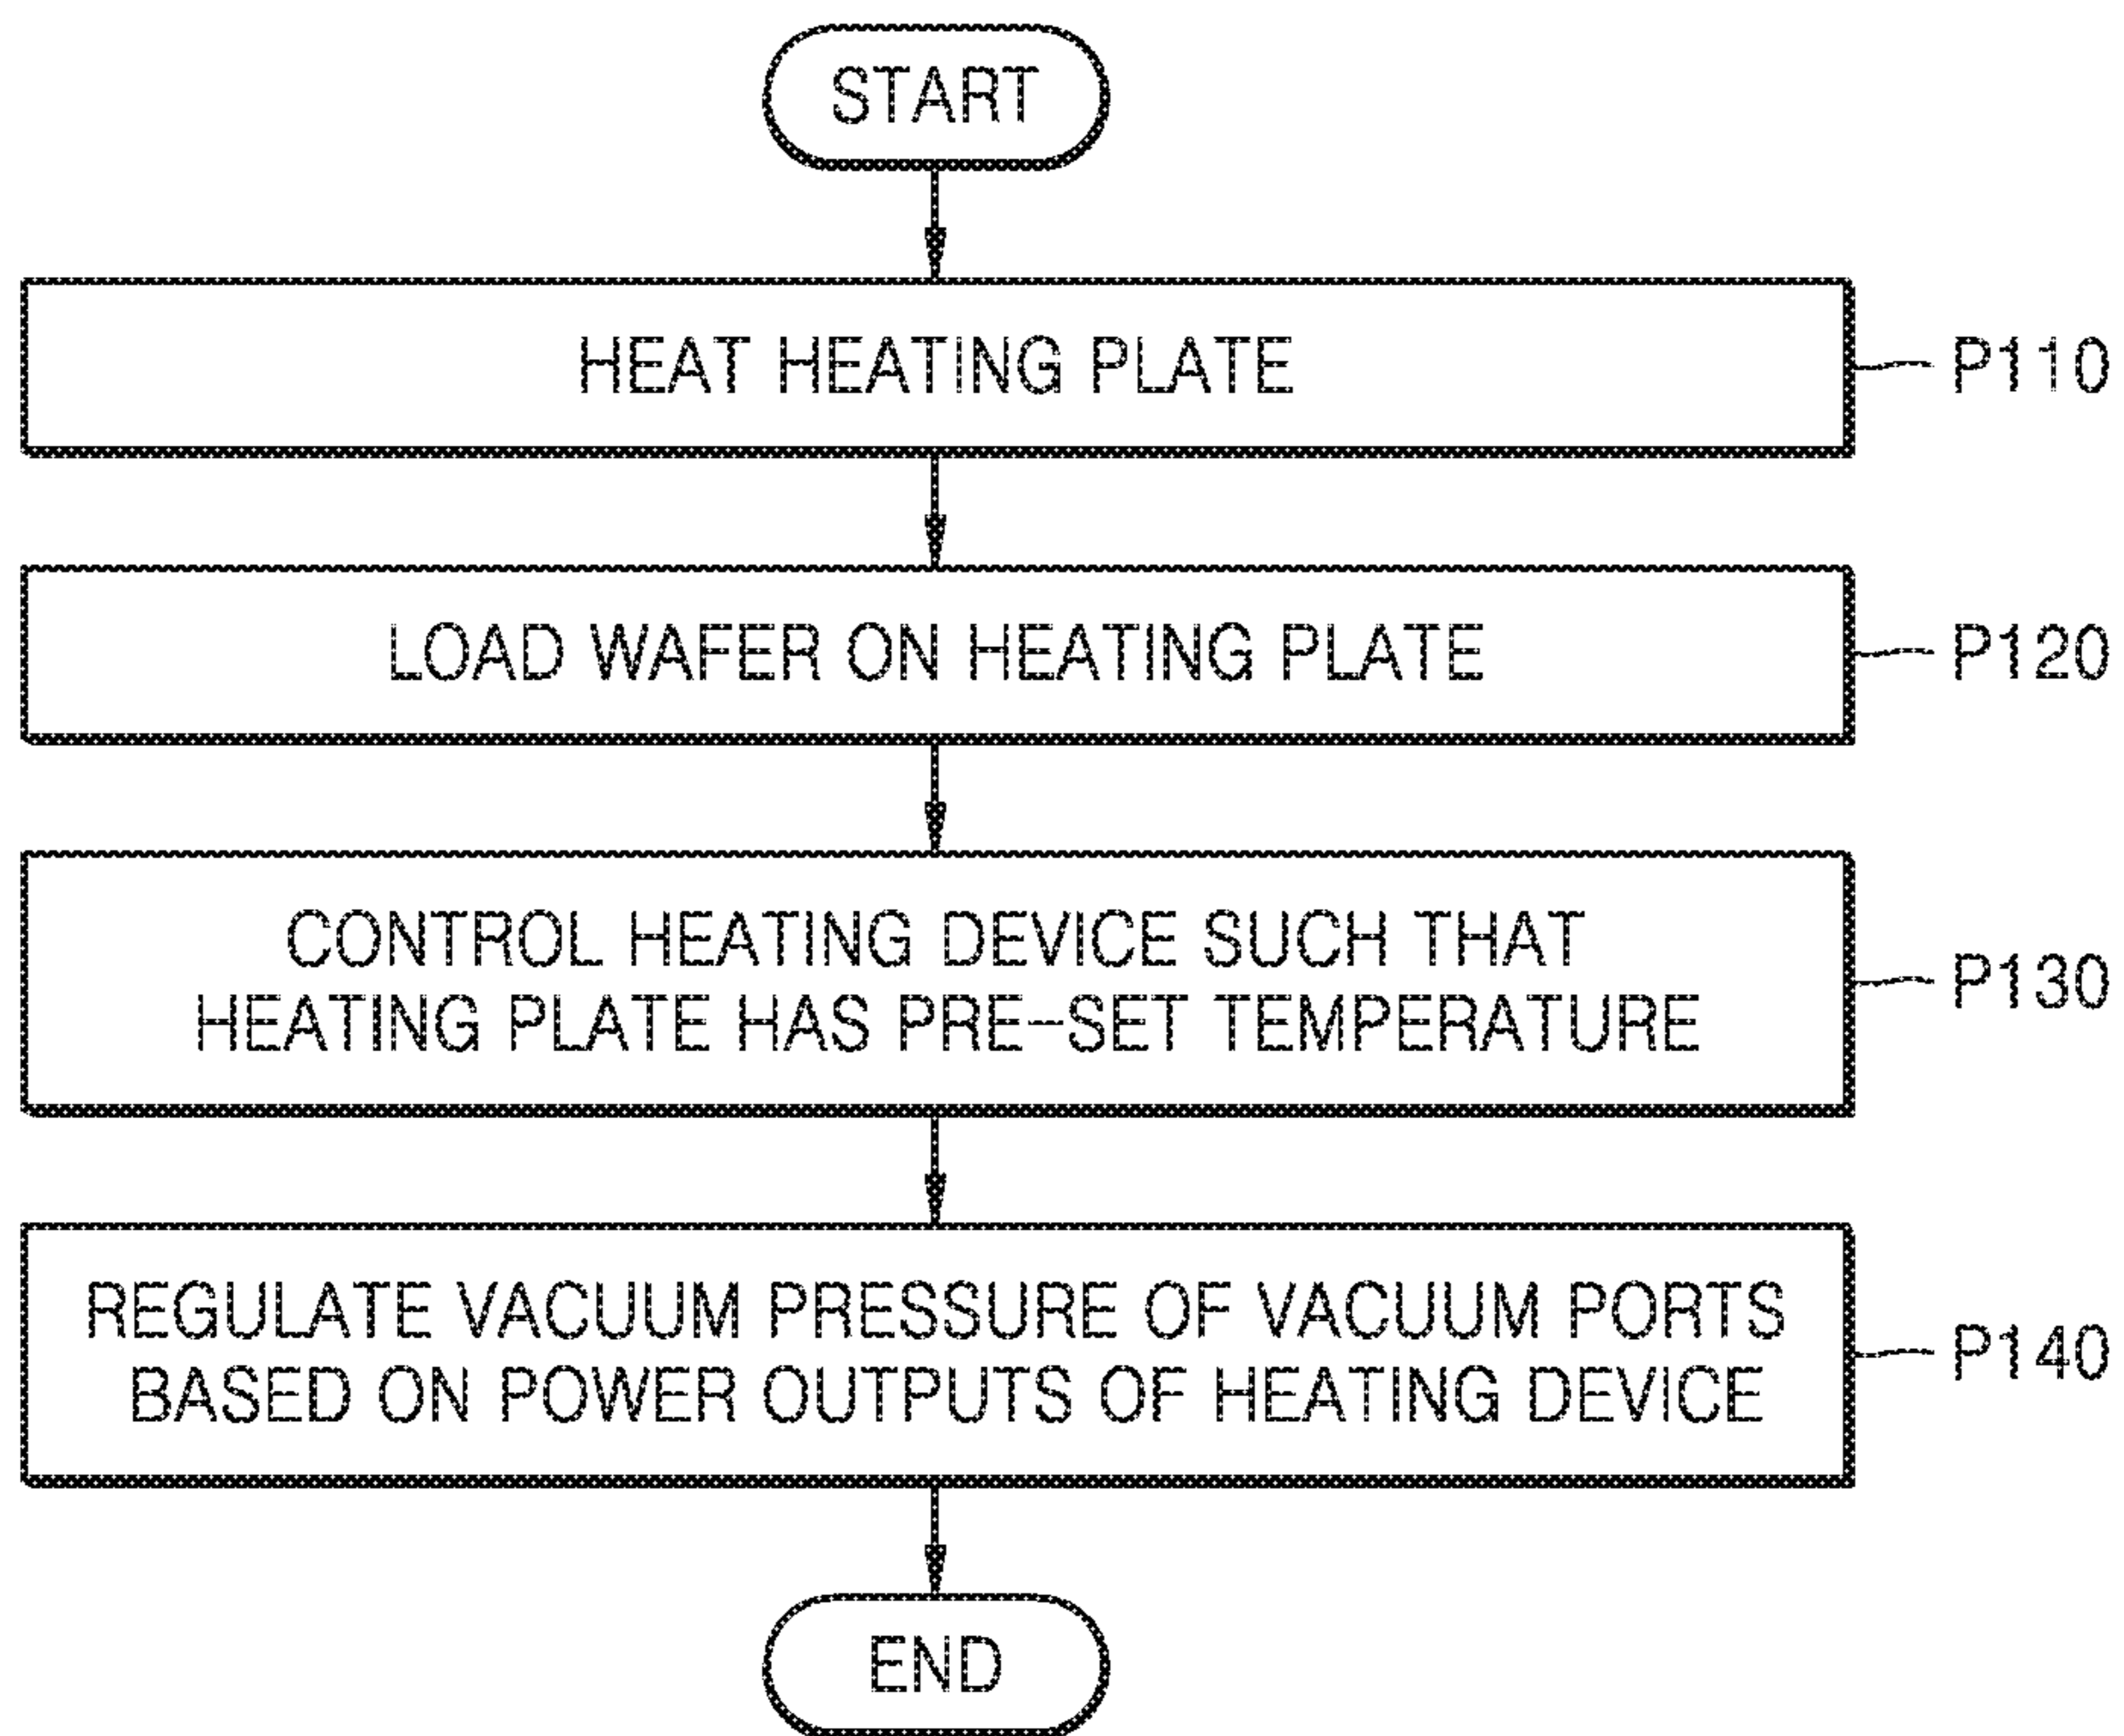 START
HEAT HEATING PLATE
P110
LOAD WAFER ON HEATING PLATE
P120
CONTROL HEATING DEVICE SUCH THAT
HEATING PLATE HAS PRE-SET TEMPERATURE
P130
REGULATE VACUUM PRESSURE OF VACUUM PORTS
BASED ON POWER OUTPUTS OF HEATING DEVICE
P140
END